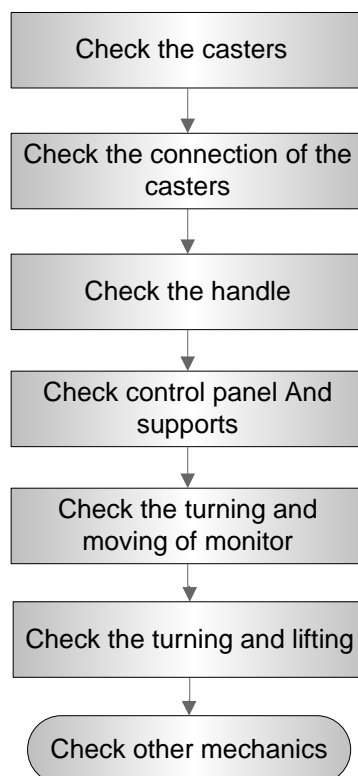 Check the casters
Check the connection of the
casters
Check the handle
Check control panel And
supports
Check the turning and
moving of monitor
Check the turning and lifting
Check other mechanics